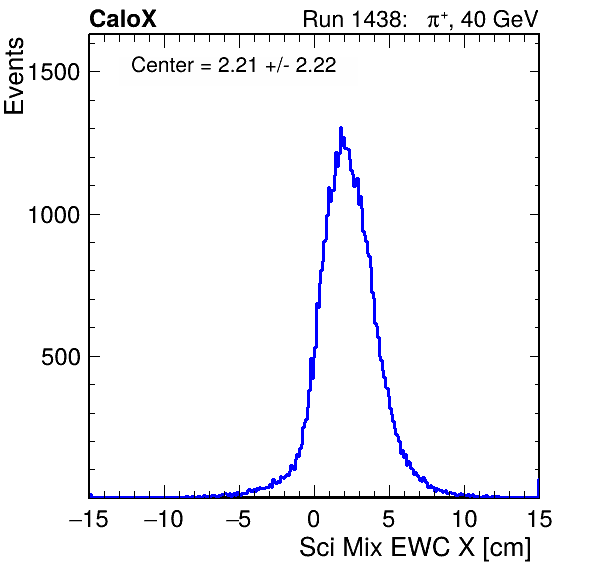 CaloX Run 1438: π⁺, 40 GeV
Events
Center = 2.21 +/- 2.22
1500
1000
500
−15 −10 −5 0 5 10 15
Sci Mix EWC X [cm]